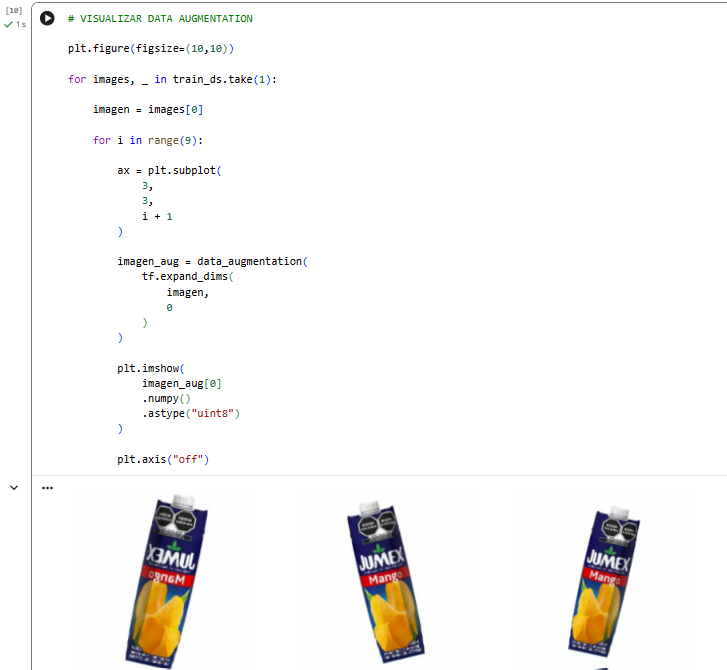 [10]
1 s
# VISUALIZAR DATA AUGMENTATION
plt.figure(figsize=(10,10))
for images, _ in train_ds.take(1):
imagen = images[0]
for i in range(9):
ax = plt.subplot(
3,
3,
i + 1
)
imagen_aug = data_augmentation(
tf.expand_dims(
imagen,
0
)
)
plt.imshow(
imagen_aug[0]
.numpy()
.astype("uint8")
)
plt.axis("off")
JUMEX
Mango
JUMEX
Mango
JUMEX
Mango